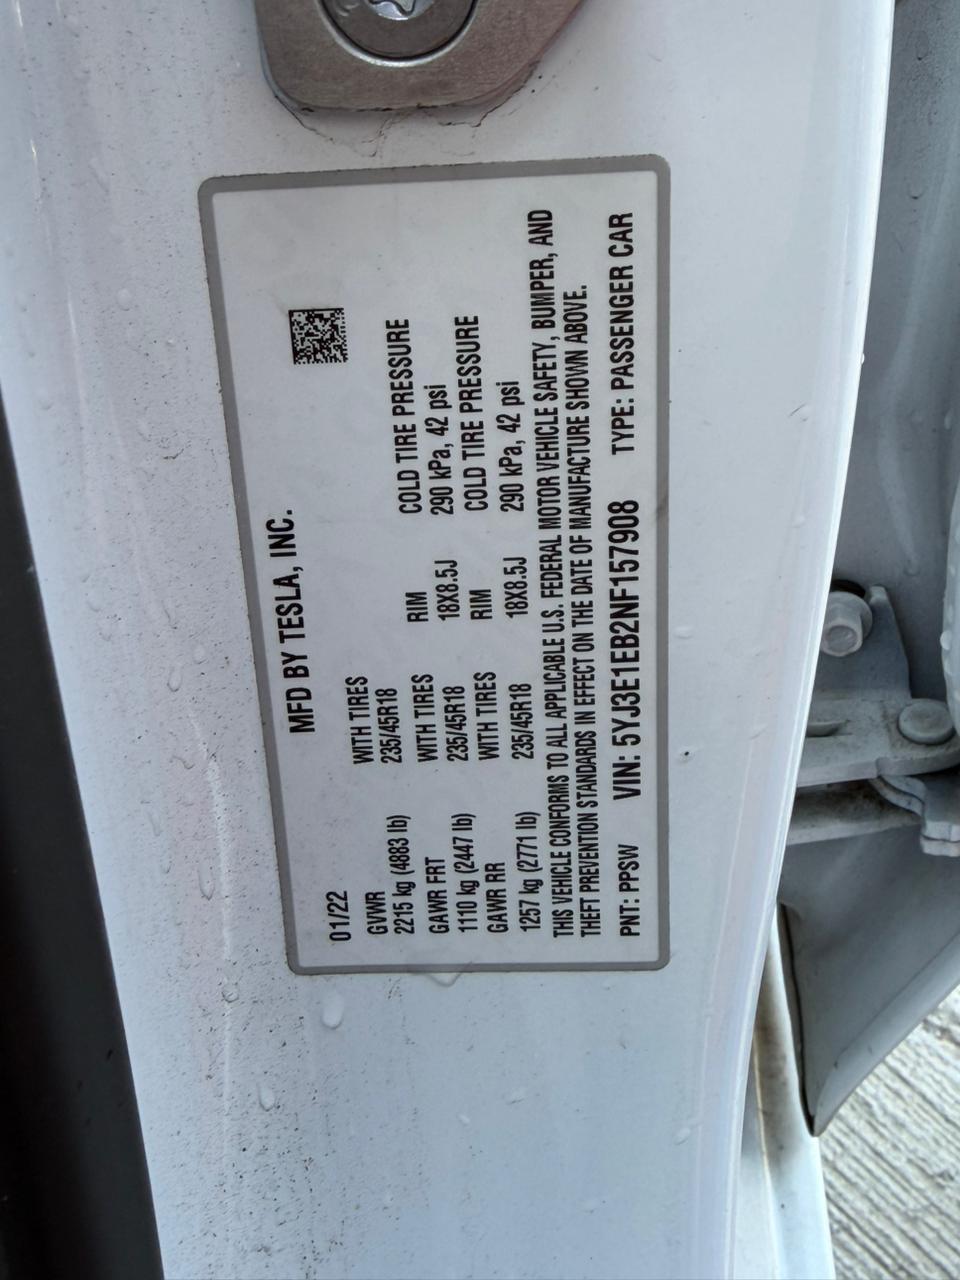 MFD BY TESLA, INC.
01/22
GVWR WITH TIRES RIM COLD TIRE PRESSURE
2215 kg (4883 lb) 235/45R18 18X8.5J 290 kPa, 42 psi
GAWR FRT WITH TIRES RIM COLD TIRE PRESSURE
1110 kg (2447 lb) 235/45R18 18X8.5J 290 kPa, 42 psi
GAWR RR WITH TIRES
1257 kg (2771 lb) 235/45R18
THIS VEHICLE CONFORMS TO ALL APPLICABLE U.S. FEDERAL MOTOR VEHICLE SAFETY, BUMPER, AND
THEFT PREVENTION STANDARDS IN EFFECT ON THE DATE OF MANUFACTURE SHOWN ABOVE.
PNT: PPSW VIN: 5YJ3E1EB2NF157908 TYPE: PASSENGER CAR